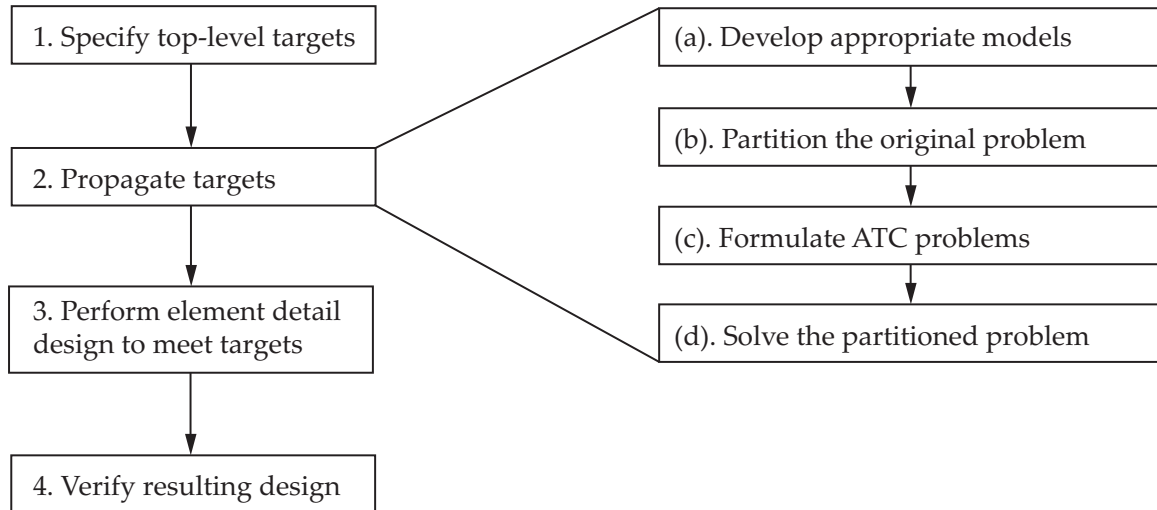 1. Specify top-level targets
2. Propagate targets
3. Perform element detail
design to meet targets
4. Verify resulting design
(a). Develop appropriate models
(b). Partition the original problem
(c). Formulate ATC problems
(d). Solve the partitioned problem